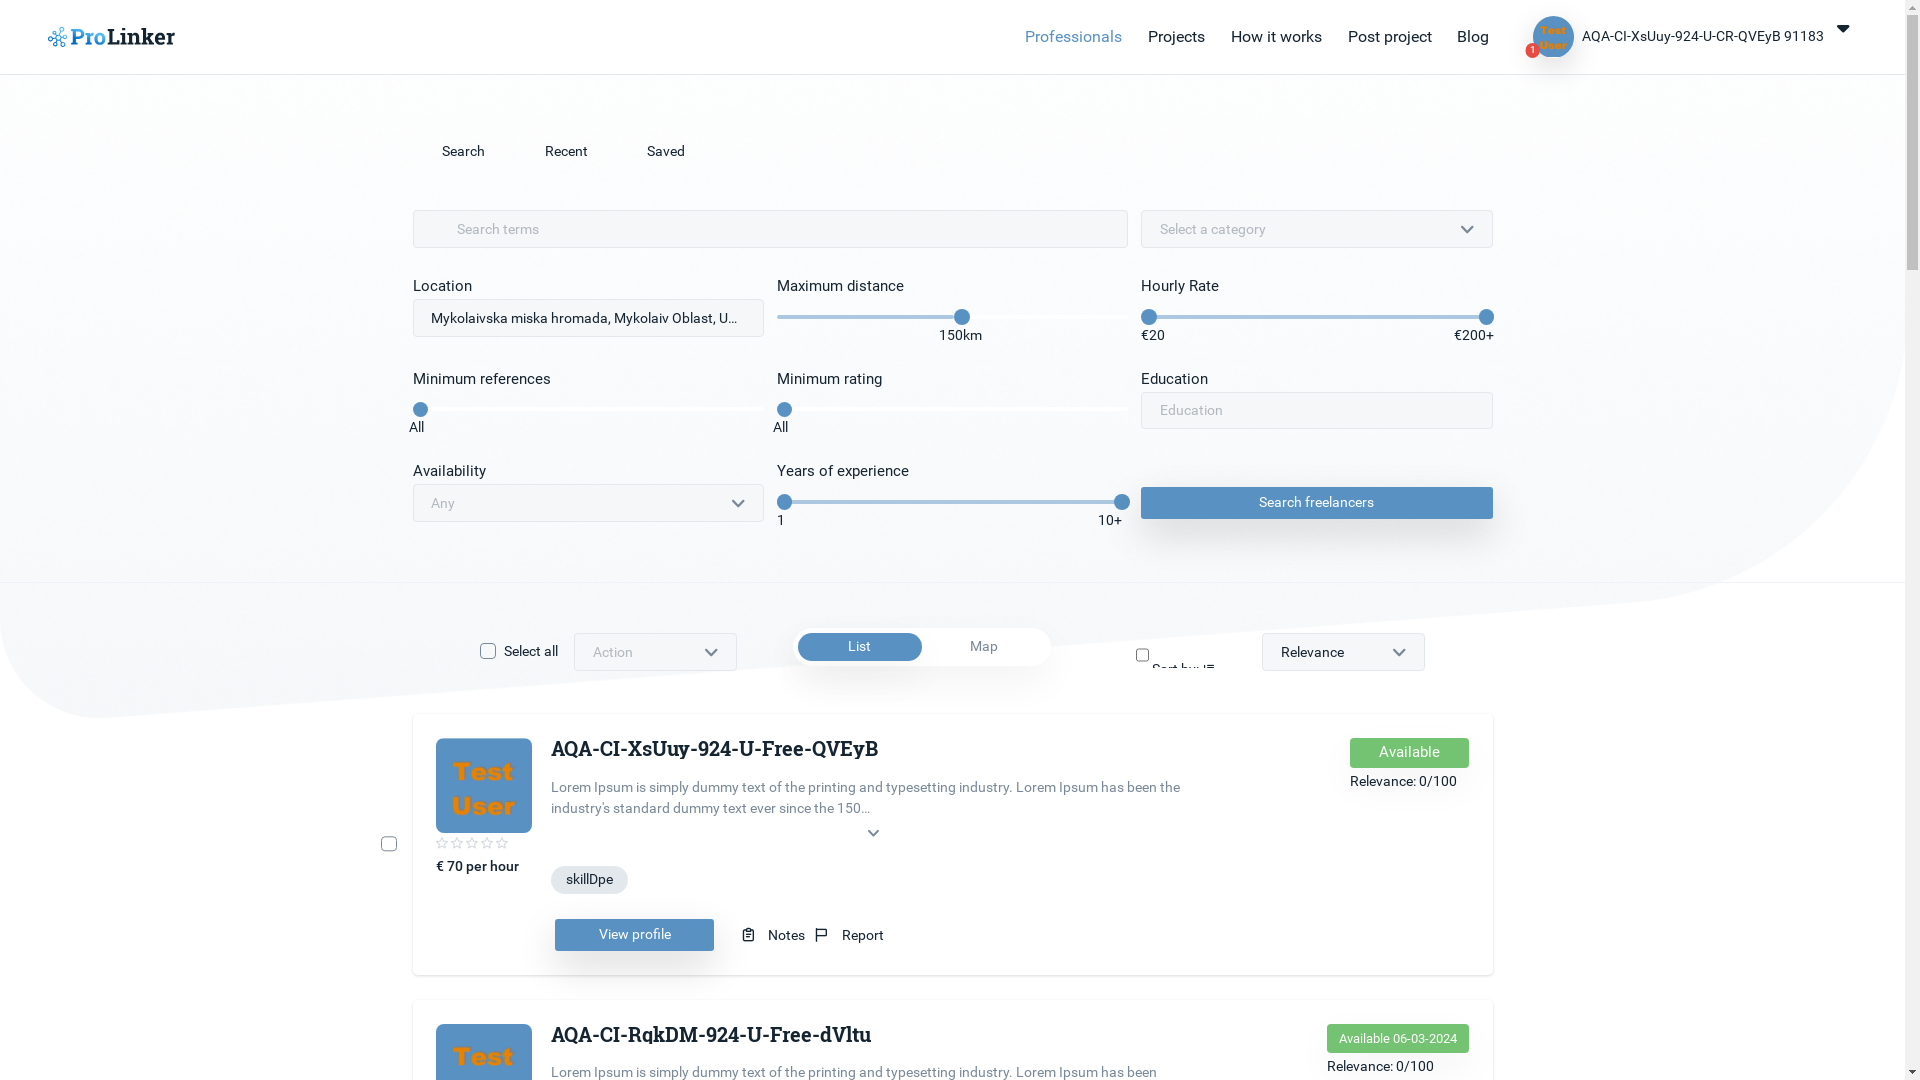 ProLinker
Professionals
Projects
How it works
Post project
Blog
Test
User
1
AQA-CI-XsUuy-924-U-CR-QVEyB 91183
Search
Recent
Saved
Search terms
Select a category
Location
Maximum distance
Hourly Rate
Mykolaivska miska hromada, Mykolaiv Oblast, U...
150km
€20
€200+
Minimum references
Minimum rating
Education
All
All
Education
Availability
Years of experience
Any
1
10+
Search freelancers
Select all
Action
List
Map
Sort by:
Relevance
Test
User
AQA-CI-XsUuy-924-U-Free-QVEyB
Available
Relevance: 0/100
Lorem Ipsum is simply dummy text of the printing and typesetting industry. Lorem Ipsum has been the
industry's standard dummy text ever since the 150...
€ 70 per hour
skillDpe
View profile
Notes
Report
Test
AQA-CI-RqkDM-924-U-Free-dVltu
Available 06-03-2024
Relevance: 0/100
Lorem Ipsum is simply dummy text of the printing and typesetting industry. Lorem Ipsum has been